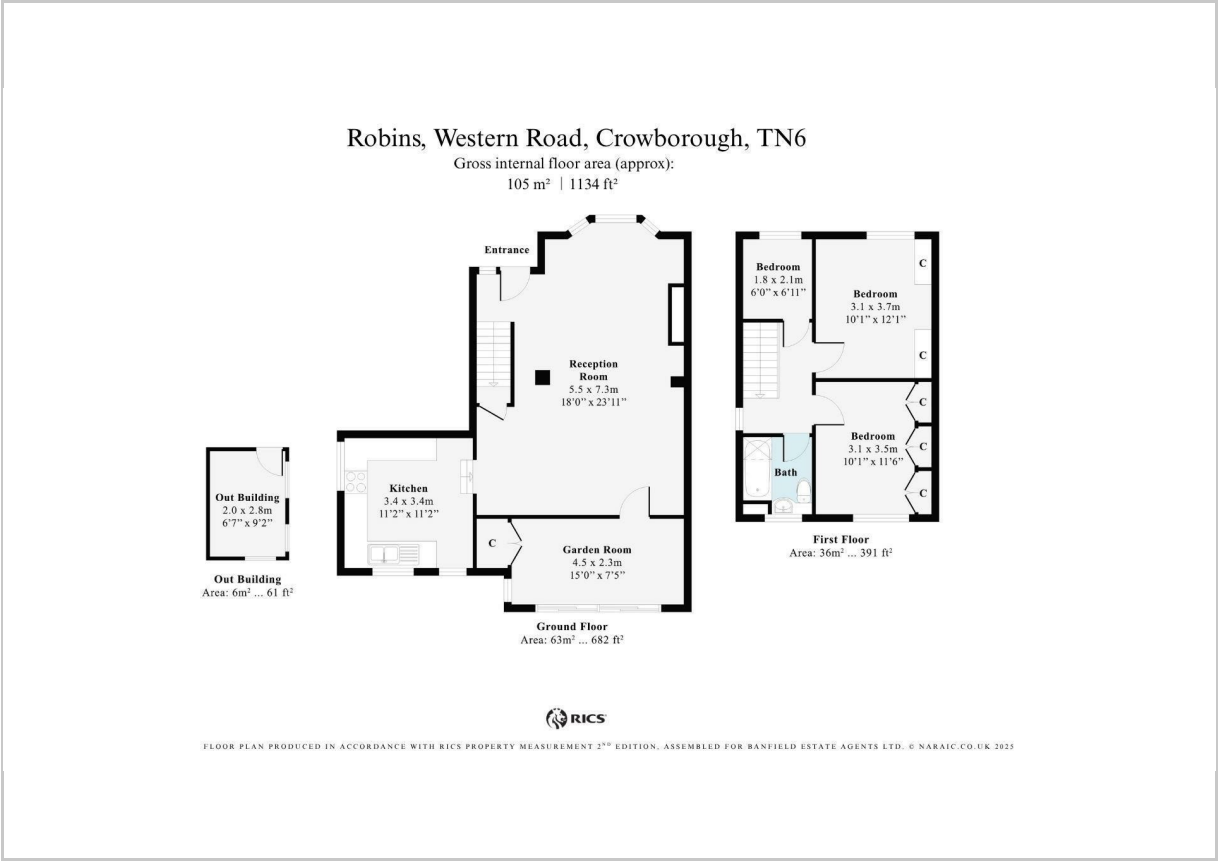 Robins, Western Road, Crowborough, TN6
Gross internal floor area (approx):
105 m² | 1134 ft²
Entrance
Reception
Room
5.5 x 7.3m
18'0" x 23'11"
Kitchen
3.4 x 3.4m
11'2" x 11'2"
C
Garden Room
4.5 x 2.3m
15'0" x 7'5"
Ground Floor
Area: 63m² ... 682 ft²
Out Building
2.0 x 2.8m
6'7" x 9'2"
Out Building
Area: 6m² ... 61 ft²
Bedroom
1.8 x 2.1m
6'0" x 6'11"
Bedroom
3.1 x 3.7m
10'1" x 12'1"
C
C
Bedroom
3.1 x 3.5m
10'1" x 11'6"
C
C
C
Bath
First Floor
Area: 36m² ... 391 ft²
RICS
FLOOR PLAN PRODUCED IN ACCORDANCE WITH RICS PROPERTY MEASUREMENT 2ND EDITION, ASSEMBLED FOR BANFIELD ESTATE AGENTS LTD. © NARAIC.CO.UK 2025